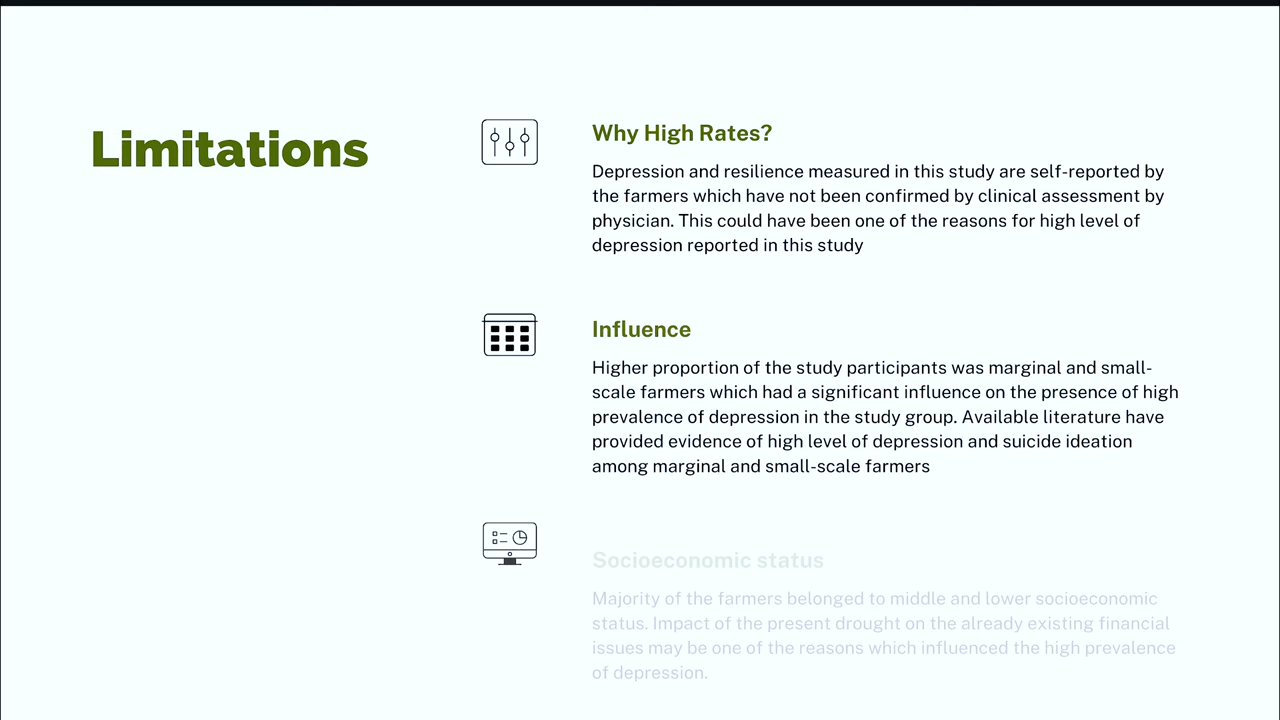 Limitations
Why High Rates?
Depression and resilience measured in this study are self-reported by
the farmers which have not been confirmed by clinical assessment by
physician. This could have been one of the reasons for high level of
depression reported in this study
Influence
Higher proportion of the study participants was marginal and small-
scale farmers which had a significant influence on the presence of high
prevalence of depression in the study group. Available literature have
provided evidence of high level of depression and suicide ideation
among marginal and small-scale farmers
Socioeconomic status
Majority of the farmers belonged to middle and lower socioeconomic
status. Impact of the present drought on the already existing financial
issues may be one of the reasons which influenced the high prevalence
of depression.